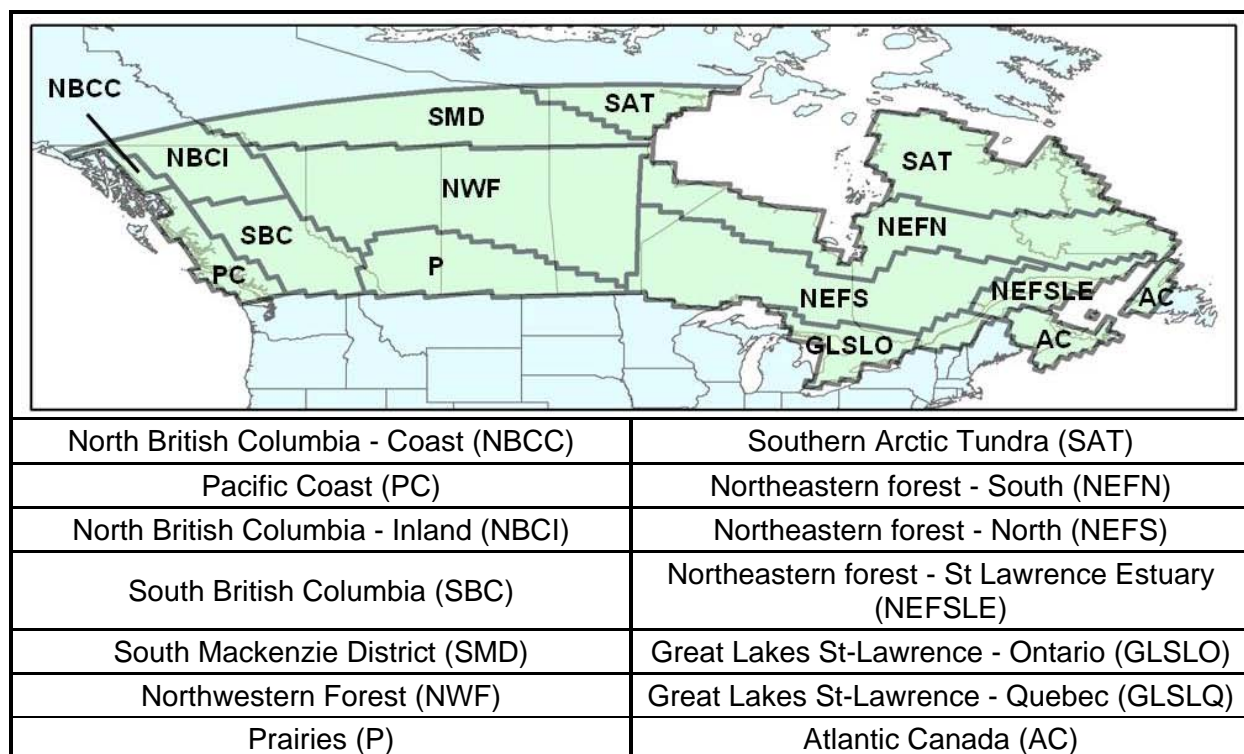 NBCC
SAT
SMD
NBCI
SAT
NWF
NEFN
SBC
P
PC
NEFS
NEFSLE
AC
AC
GLSLO
North British Columbia - Coast (NBCC)
Southern Arctic Tundra (SAT)
Pacific Coast (PC)
Northeastern forest - South (NEFN)
North British Columbia - Inland (NBCI)
Northeastern forest - North (NEFS)
South British Columbia (SBC)
Northeastern forest - St Lawrence Estuary
(NEFSLE)
South Mackenzie District (SMD)
Great Lakes St-Lawrence - Ontario (GLSLO)
Northwestern Forest (NWF)
Great Lakes St-Lawrence - Quebec (GLSLQ)
Prairies (P)
Atlantic Canada (AC)